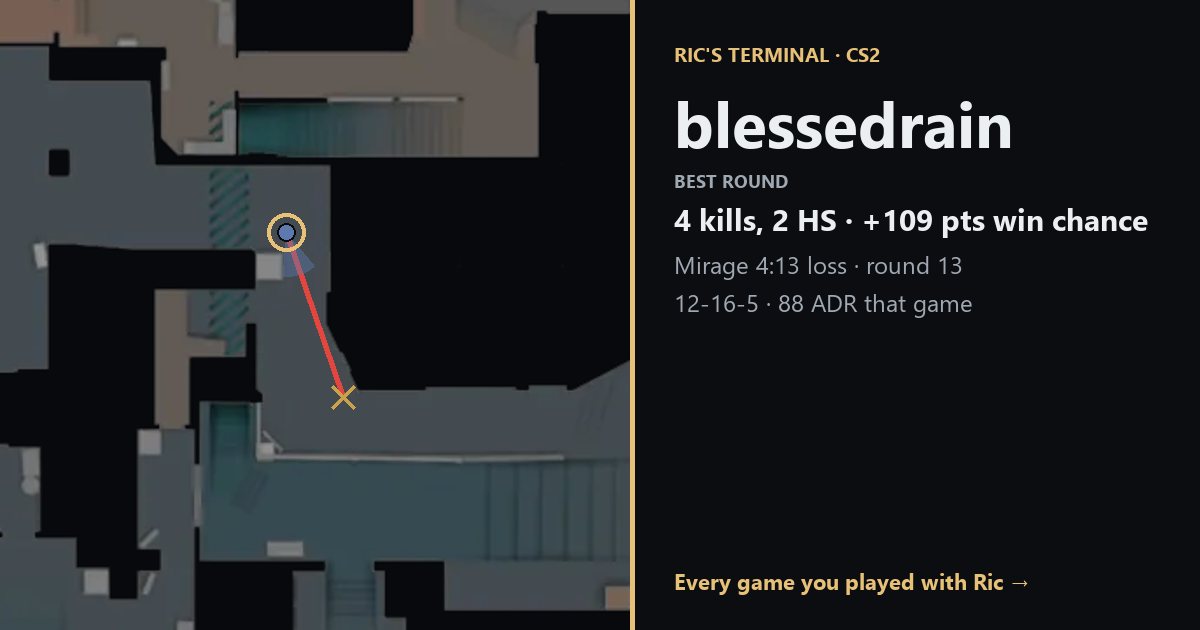 RIC'S TERMINAL · CS2
blessedrain
BEST ROUND
4 kills, 2 HS · +109 pts win chance
Mirage 4:13 loss · round 13
12-16-5 · 88 ADR that game
Every game you played with Ric →